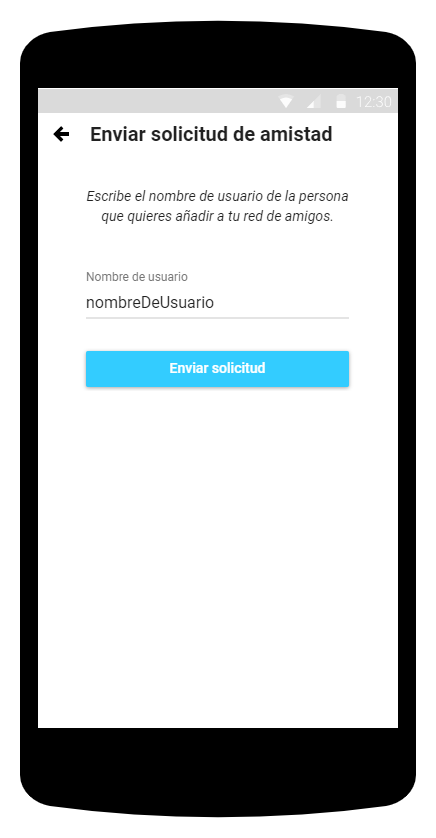 12:30
Enviar solicitud de amistad
Escribe el nombre de usuario de la persona
que quieres añadir a tu red de amigos.
Nombre de usuario
nombreDeUsuario
Enviar solicitud